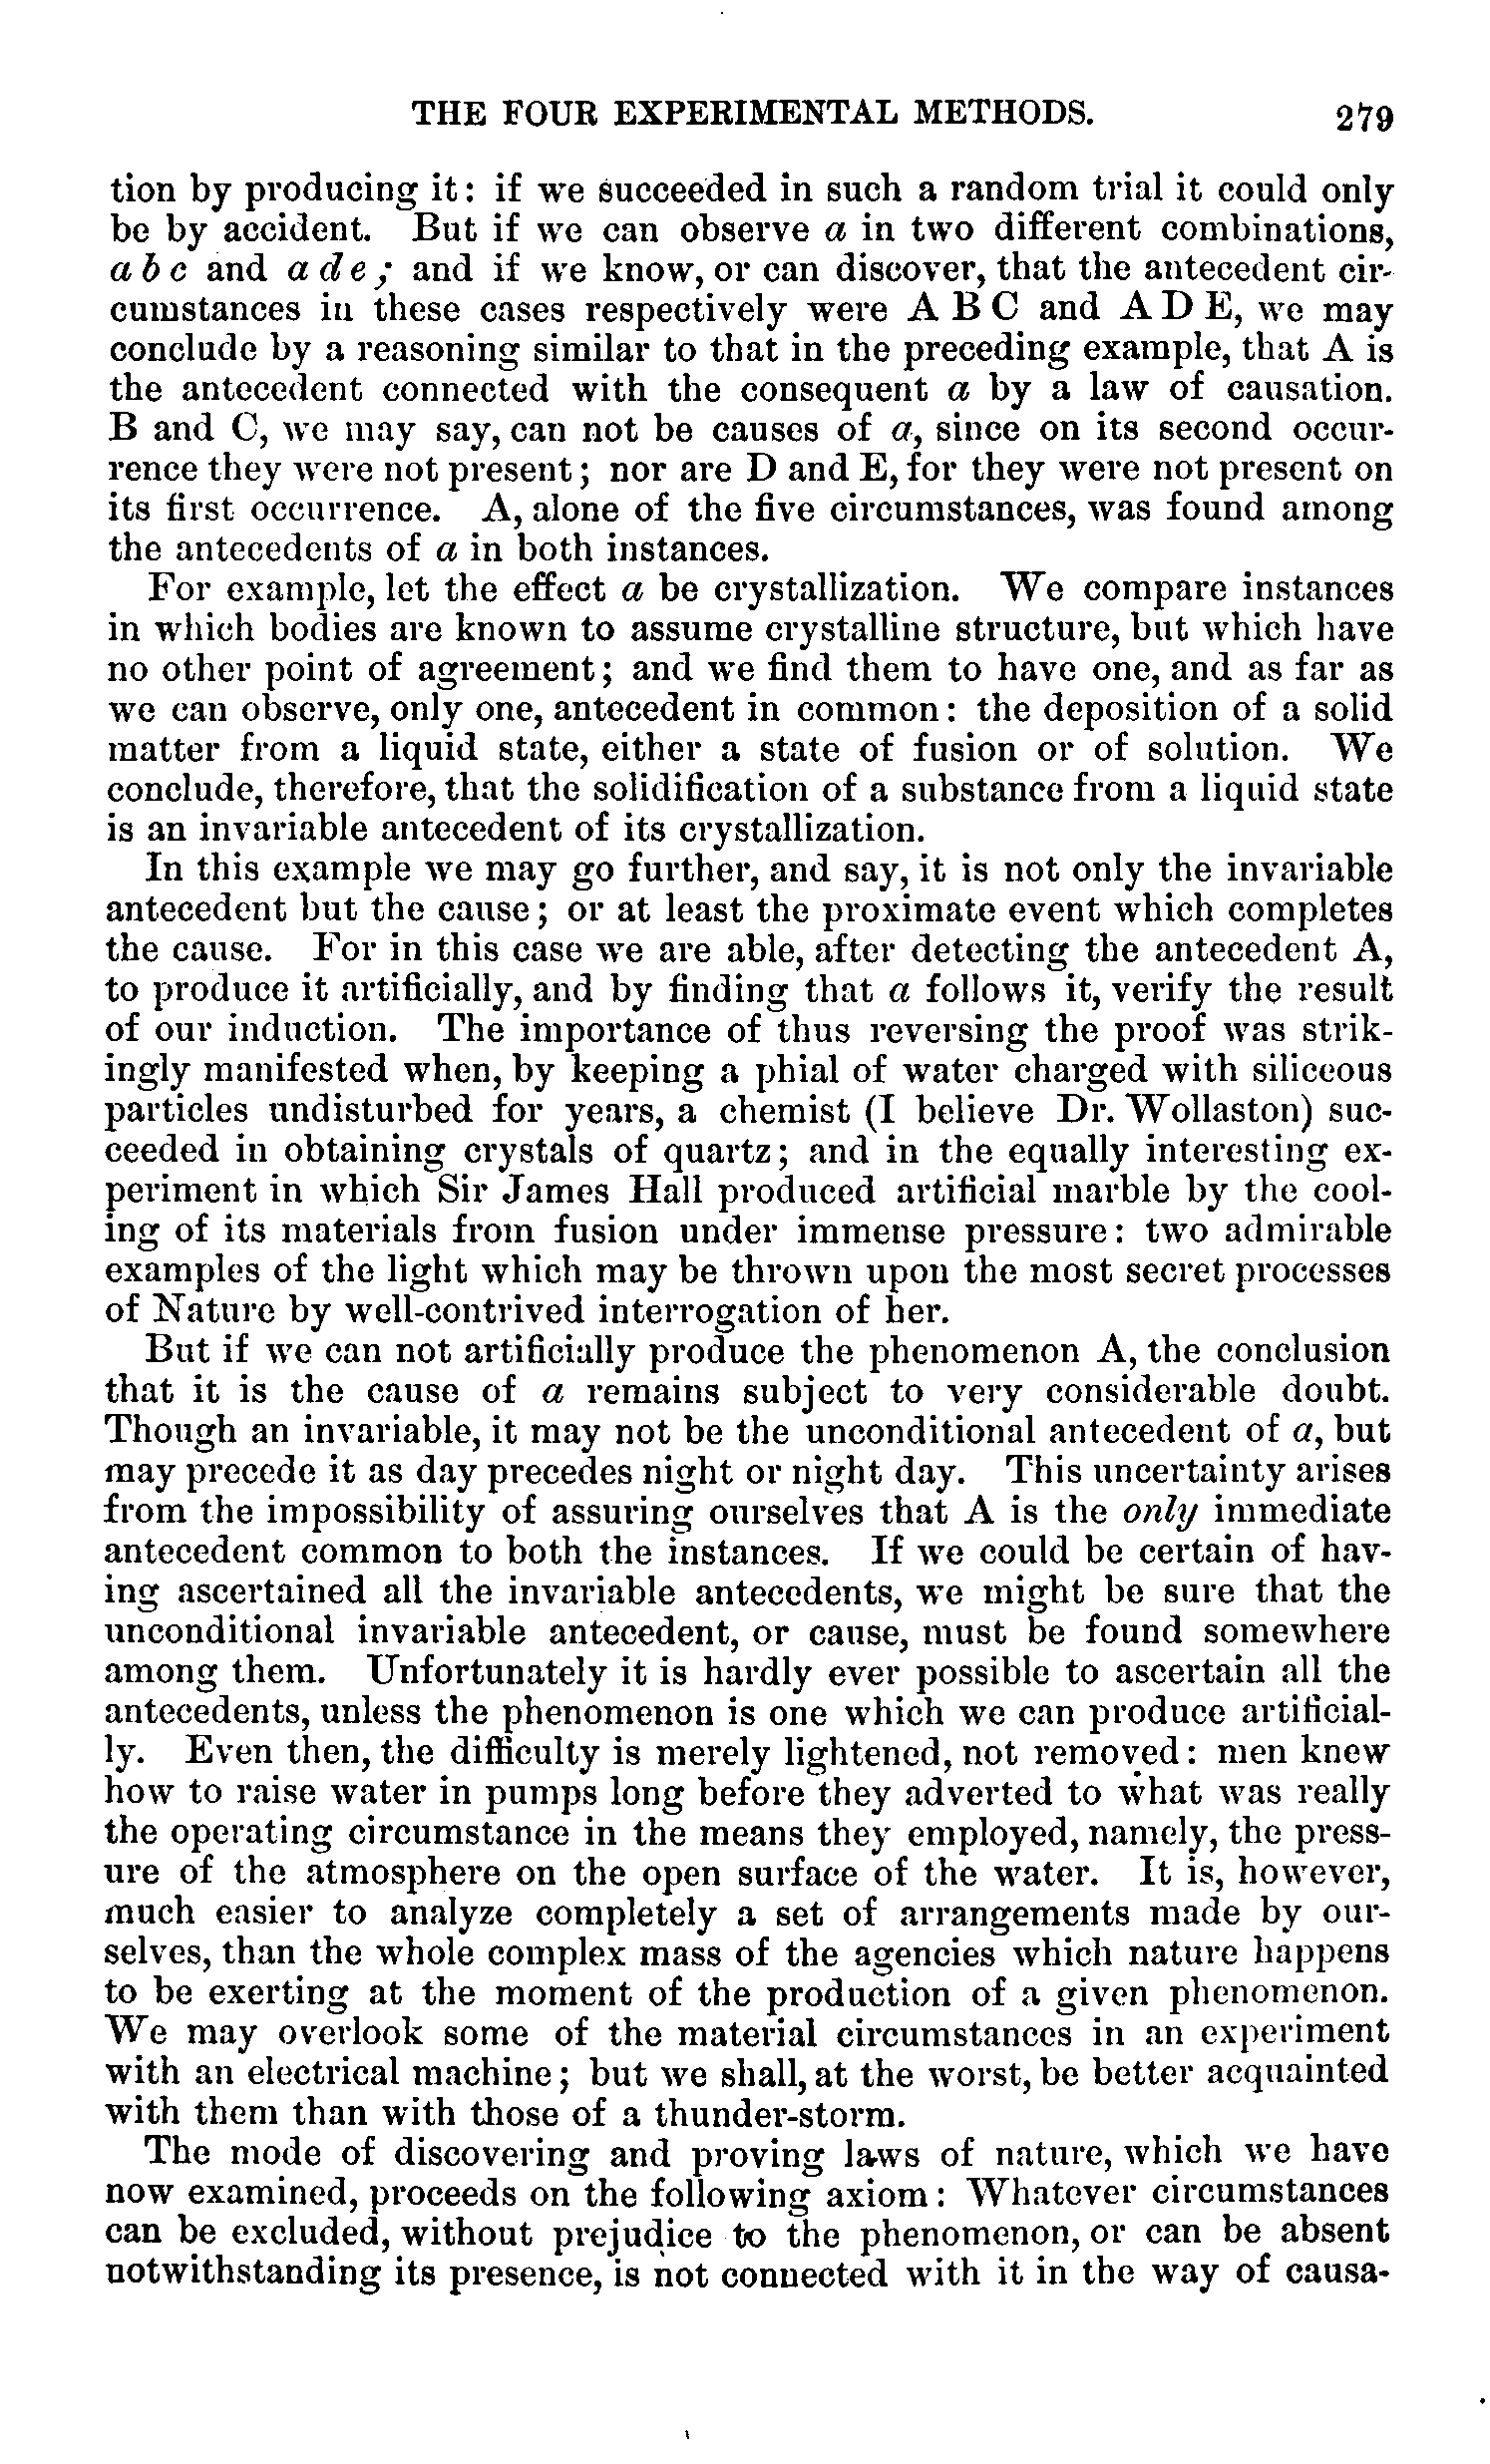 THE FOUR EXPERIMENTAL METHODS. 279
tion by producing it: if we succeeded in such a random trial it could only
be by accident. But if we can observe a in two different combinations,
a b c and a d e; and if we know, or can discover, that the antecedent cir-
cumstances in these cases respectively were A B C and A D E, we may
conclude by a reasoning similar to that in the preceding example, that A is
the antecedent connected with the consequent a by a law of causation.
B and C, we may say, can not be causes of a, since on its second occur-
rence they were not present; nor are D and E, for they were not present on
its first occurrence. A, alone of the five circumstances, was found among
the antecedents of a in both instances.
For example, let the effect a be crystallization. We compare instances
in which bodies are known to assume crystalline structure, but which have
no other point of agreement; and we find them to have one, and as far as
we can observe, only one, antecedent in common: the deposition of a solid
matter from a liquid state, either a state of fusion or of solution. We
conclude, therefore, that the solidification of a substance from a liquid state
is an invariable antecedent of its crystallization.
In this example we may go further, and say, it is not only the invariable
antecedent but the cause; or at least the proximate event which completes
the cause. For in this case we are able, after detecting the antecedent A,
to produce it artificially, and by finding that a follows it, verify the result
of our induction. The importance of thus reversing the proof was strik-
ingly manifested when, by keeping a phial of water charged with siliceous
particles undisturbed for years, a chemist (I believe Dr. Wollaston) suc-
ceeded in obtaining crystals of quartz; and in the equally interesting ex-
periment in which Sir James Hall produced artificial marble by the cool-
ing of its materials from fusion under immense pressure: two admirable
examples of the light which may be thrown upon the most secret processes
of Nature by well-contrived interrogation of her.
But if we can not artificially produce the phenomenon A, the conclusion
that it is the cause of a remains subject to very considerable doubt.
Though an invariable, it may not be the unconditional antecedent of a, but
may precede it as day precedes night or night day. This uncertainty arises
from the impossibility of assuring ourselves that A is the only immediate
antecedent common to both the instances. If we could be certain of hav-
ing ascertained all the invariable antecedents, we might be sure that the
unconditional invariable antecedent, or cause, must be found somewhere
among them. Unfortunately it is hardly ever possible to ascertain all the
antecedents, unless the phenomenon is one which we can produce artificial-
ly. Even then, the difficulty is merely lightened, not removed: men knew
how to raise water in pumps long before they adverted to what was really
the operating circumstance in the means they employed, namely, the press-
ure of the atmosphere on the open surface of the water. It is, however,
much easier to analyze completely a set of arrangements made by our-
selves, than the whole complex mass of the agencies which nature happens
to be exerting at the moment of the production of a given phenomenon.
We may overlook some of the material circumstances in an experiment
with an electrical machine; but we shall, at the worst, be better acquainted
with them than with those of a thunder-storm.
The mode of discovering and proving laws of nature, which we have
now examined, proceeds on the following axiom: Whatever circumstances
can be excluded, without prejudice to the phenomenon, or can be absent
notwithstanding its presence, is not connected with it in the way of causa-